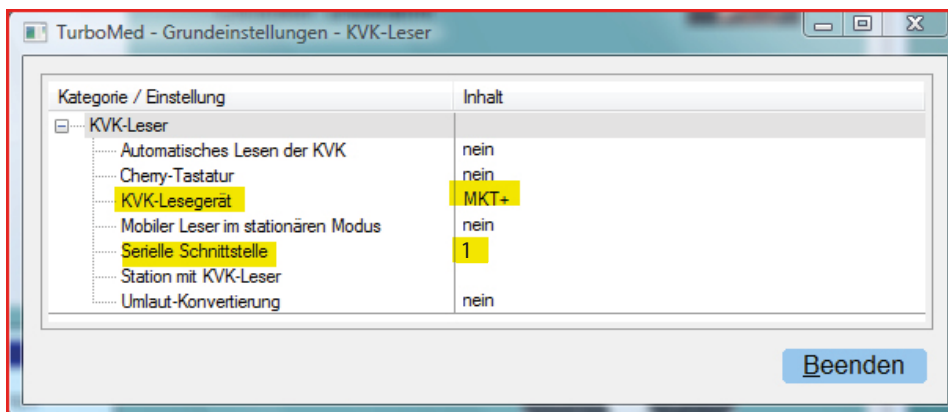 TurboMed - Grundeinstellungen - KVK-Leser
Kategorie / Einstellung Inhalt
KVK-Leser
Automatisches Lesen der KVK nein
Cherry-Tastatur nein
KVK-Lesegerät MKT+
Mobiler Leser im stationären Modus nein
Serielle Schnittstelle 1
Station mit KVK-Leser
Umlaut-Konvertierung nein
Beenden